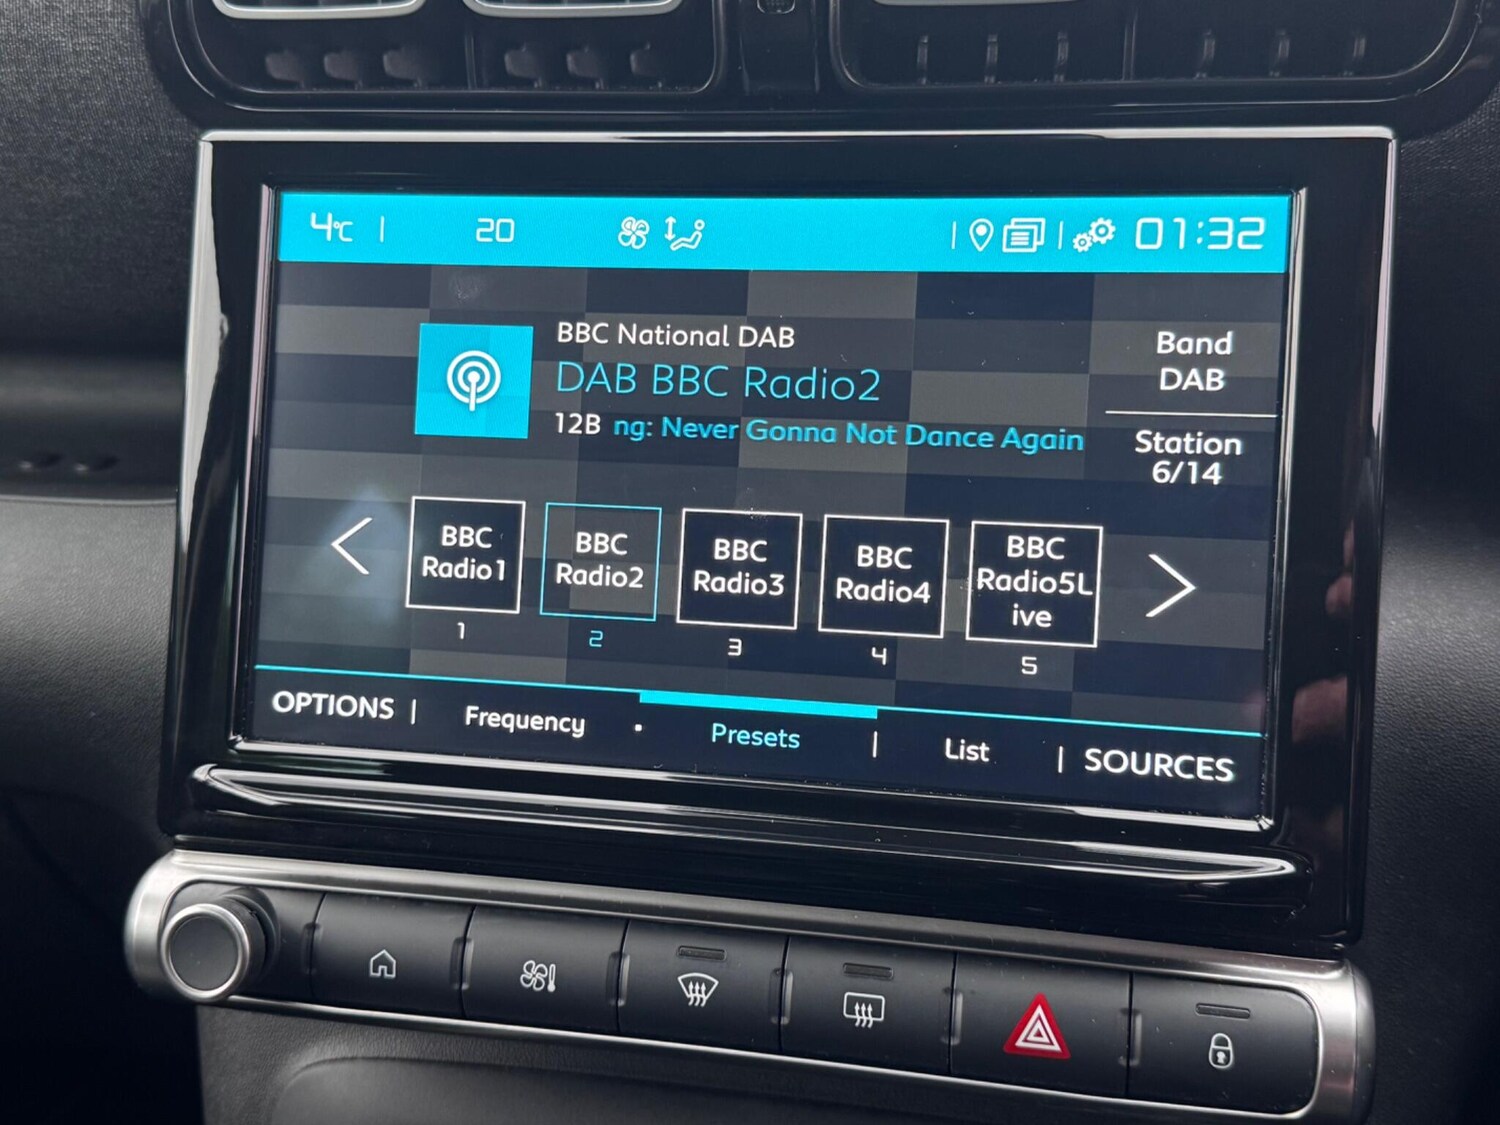 4°C | 20 | | 01:32
BBC National DAB
DAB BBC Radio2
12B ng: Never Gonna Not Dance Again
Band
DAB
Station
6/14
BBC
Radio1
1
BBC
Radio2
2
BBC
Radio3
3
BBC
Radio4
4
BBC
Radio5L
ive
5
OPTIONS | Frequency · Presets | List | SOURCES